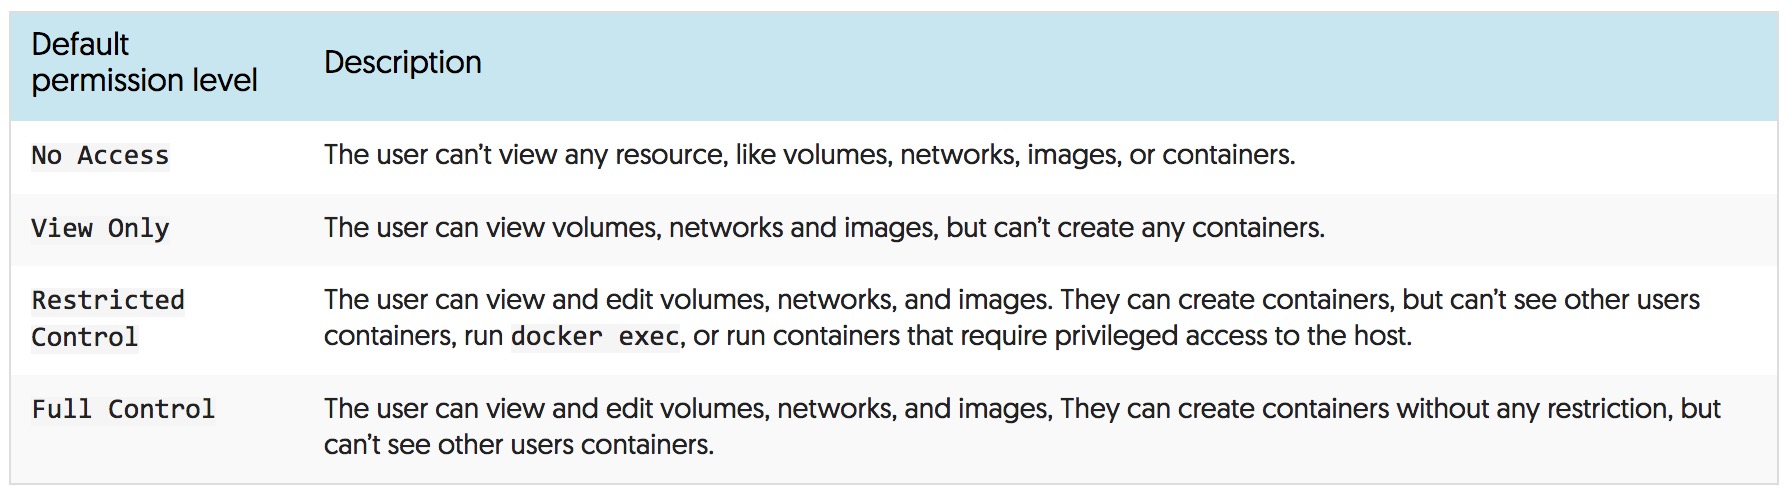 Default
permission level
Description
No Access
The user can’t view any resource, like volumes, networks, images, or containers.
View Only
The user can view volumes, networks and images, but can’t create any containers.
Restricted
Control
The user can view and edit volumes, networks, and images. They can create containers, but can’t see other users
containers, run docker exec, or run containers that require privileged access to the host.
Full Control
The user can view and edit volumes, networks, and images, They can create containers without any restriction, but
can’t see other users containers.